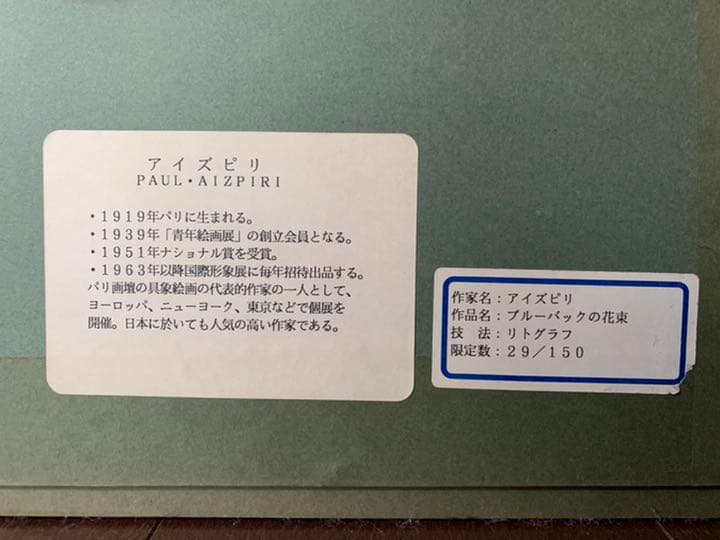 アイズピリ
PAUL・AIZPIRI
・1919年パリに生まれる。
・1939年「青年絵画展」の創立会員となる。
・1951年ナショナル賞を受賞。
・1963年以降国際形象展に毎年招待出品する。
パリ画壇の具象絵画の代表的作家の一人として、
ヨーロッパ、ニューヨーク、東京などで個展を
開催。日本に於いても人気の高い作家である。
作家名：アイズピリ
作品名：ブルーバックの花束
技　法：リトグラフ
限定数：29／150